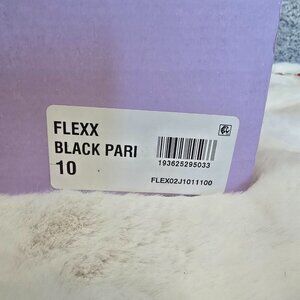 FLEXX
BLACK PARI
10
193625295033
FLEX02J1011100